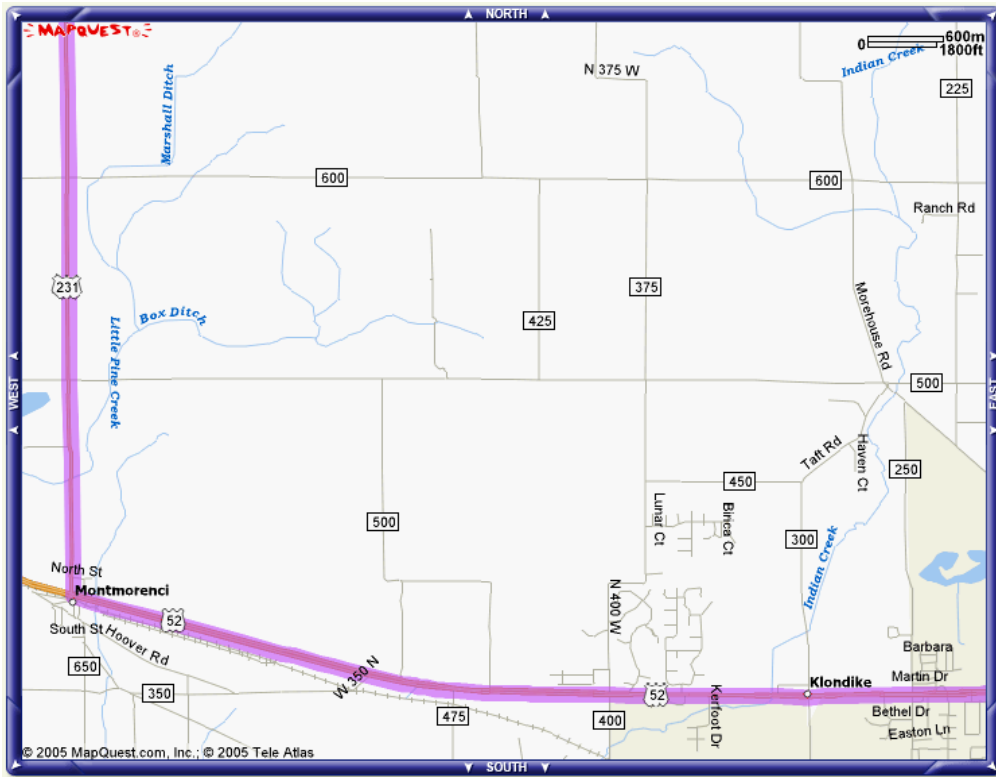 NORTH
MAPQUEST®
0 600m
1800ft
Indian Creek
N 375 W
225
Marshall Ditch
600
600
Ranch Rd
231
375
Box Ditch
425
Little Pine Creek
Morehouse Rd
WEST
EAST
500
Taft Rd
Haven Ct
250
450
Lunar Ct
Birica Ct
500
300
Indian Creek
North St
Montmorenci
N 400 W
52
South St
Hoover Rd
Barbara
650
W 350 N
Martin Dr
Klondike
350
52
475
400
Kerfoot Dr
Bethel Dr
Easton Ln
© 2005 MapQuest.com, Inc.; © 2005 Tele Atlas
SOUTH